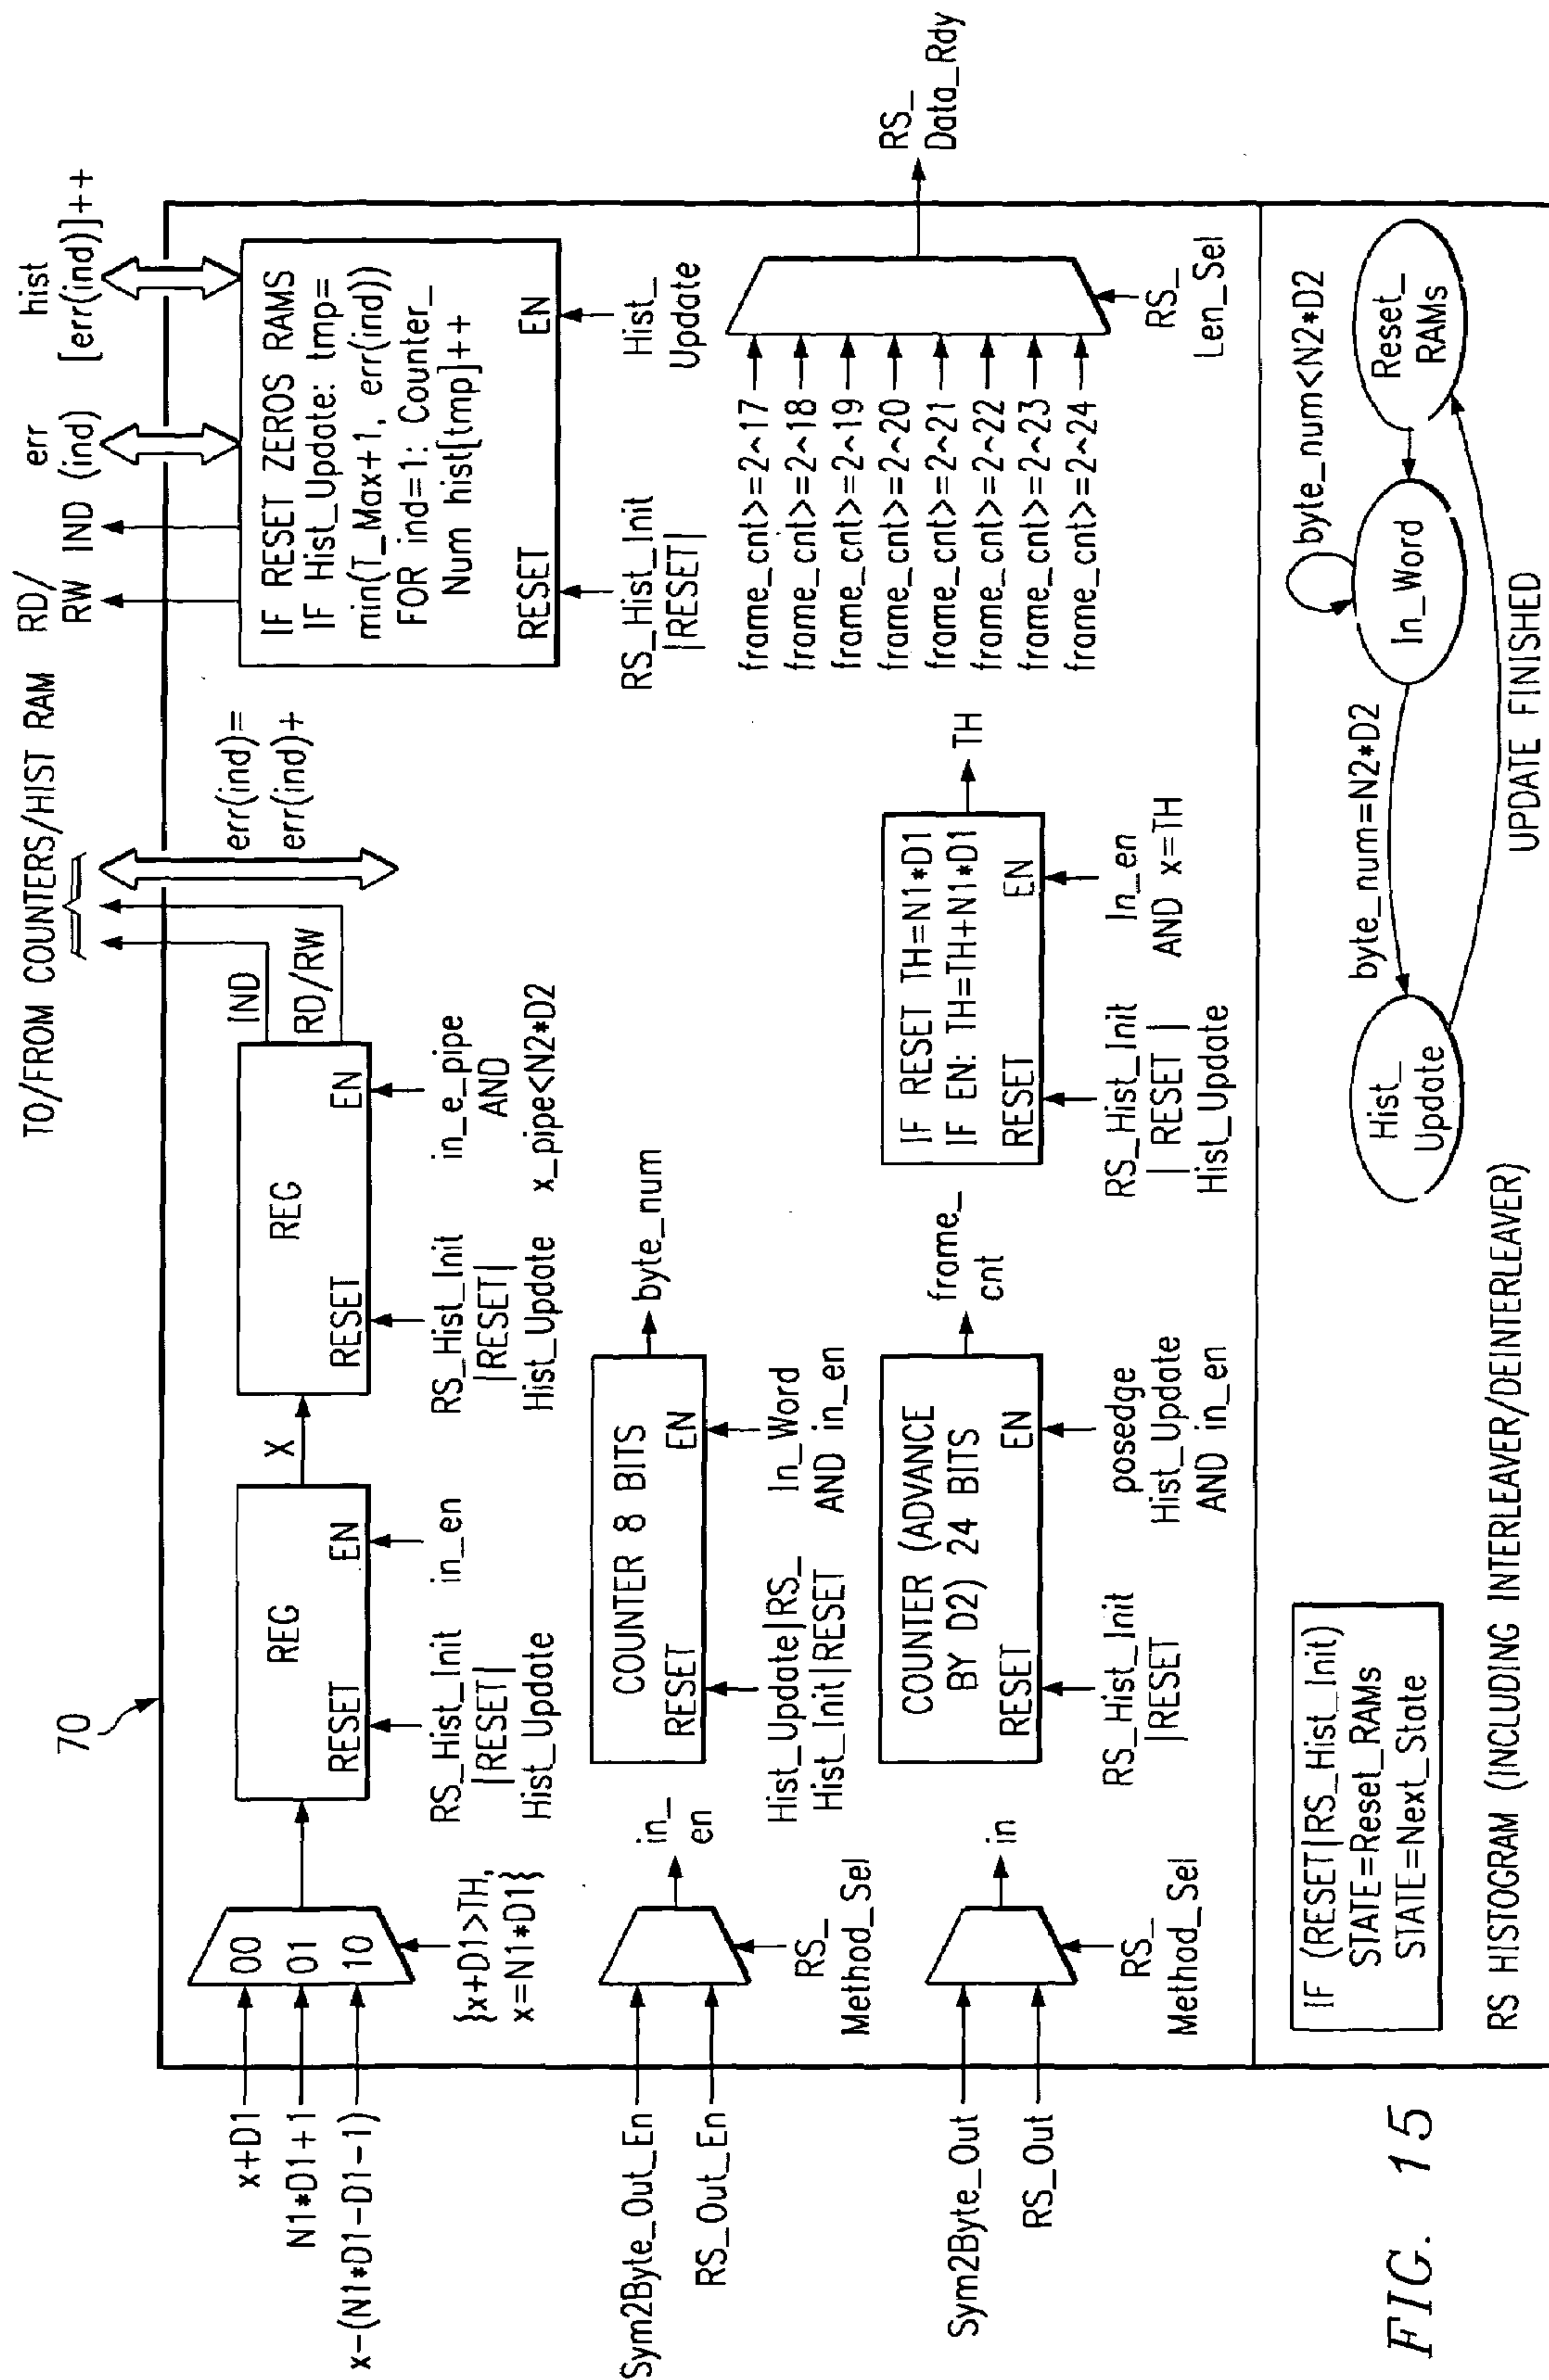 TO/FROM COUNTERS/HIST RAM
RD/
RW
IND
err
(ind)
hist
[err(ind)]++
70
x+D1
N1*D1+1
x-(N1*D1-D1-1)
00
01
10
{x+D1>TH,
x=N1*D1}
REG
RESET
EN
RS_Hist_Init
|RESET|
Hist_Update
in_en
X
REG
RESET
EN
RS_Hist_Init
|RESET|
Hist_Update
in_e_pipe
AND
x_pipe<N2*D2
IND
RD/RW
err(ind)=
err(ind)+
IF RESET ZEROS RAMS
IF Hist_Update: tmp=
min(T_Max+1, err(ind))
FOR ind=1: Counter_
Num hist[tmp]++
RESET
EN
RS_Hist_Init
|RESET|
Hist_
Update
Sym2Byte_Out_En
RS_Out_En
in_
en
RS_
Method_Sel
COUNTER 8 BITS
RESET
EN
byte_num
Hist_Update|RS_
Hist_Init|RESET
In_Word
AND in_en
Sym2Byte_Out
RS_Out
in
RS_
Method_Sel
COUNTER (ADVANCE
BY D2) 24 BITS
RESET
EN
frame_
cnt
RS_Hist_Init
|RESET
posedge
Hist_Update
AND in_en
IF RESET TH=N1*D1
IF EN: TH=TH+N1*D1
RESET
EN
TH
RS_Hist_Init
| RESET |
Hist_Update
In_en
AND x=TH
frame_cnt>=2^17
frame_cnt>=2^18
frame_cnt>=2^19
frame_cnt>=2^20
frame_cnt>=2^21
frame_cnt>=2^22
frame_cnt>=2^23
frame_cnt>=2^24
RS_
Len_Sel
RS_
Data_Rdy
IF (RESET|RS_Hist_Init)
STATE=Reset_RAMs
STATE=Next_State
Hist_
Update
byte_num=N2*D2
In_Word
byte_num<N2*D2
Reset_
RAMs
UPDATE FINISHED
RS HISTOGRAM (INCLUDING INTERLEAVER/DEINTERLEAVER)
FIG. 15